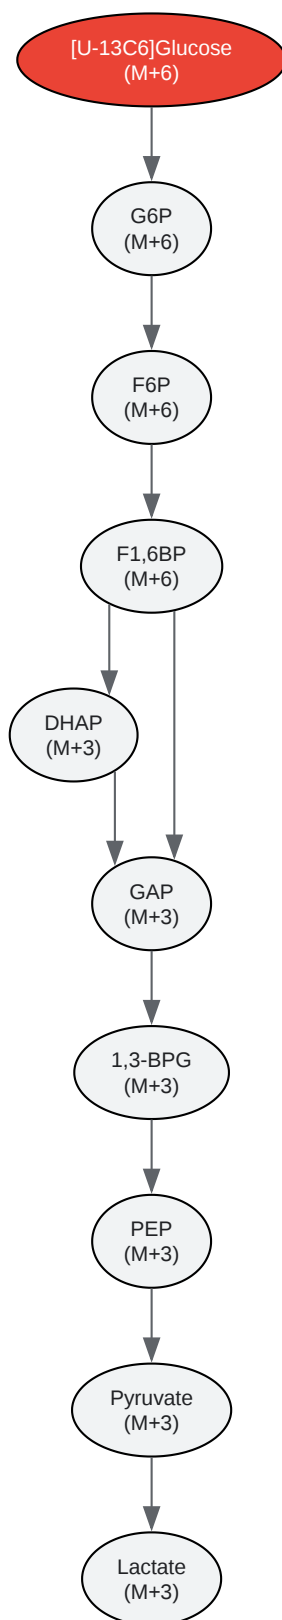 [U-13C6]Glucose
(M+6)
G6P
(M+6)
F6P
(M+6)
F1,6BP
(M+6)
DHAP
(M+3)
GAP
(M+3)
1,3-BPG
(M+3)
PEP
(M+3)
Pyruvate
(M+3)
Lactate
(M+3)